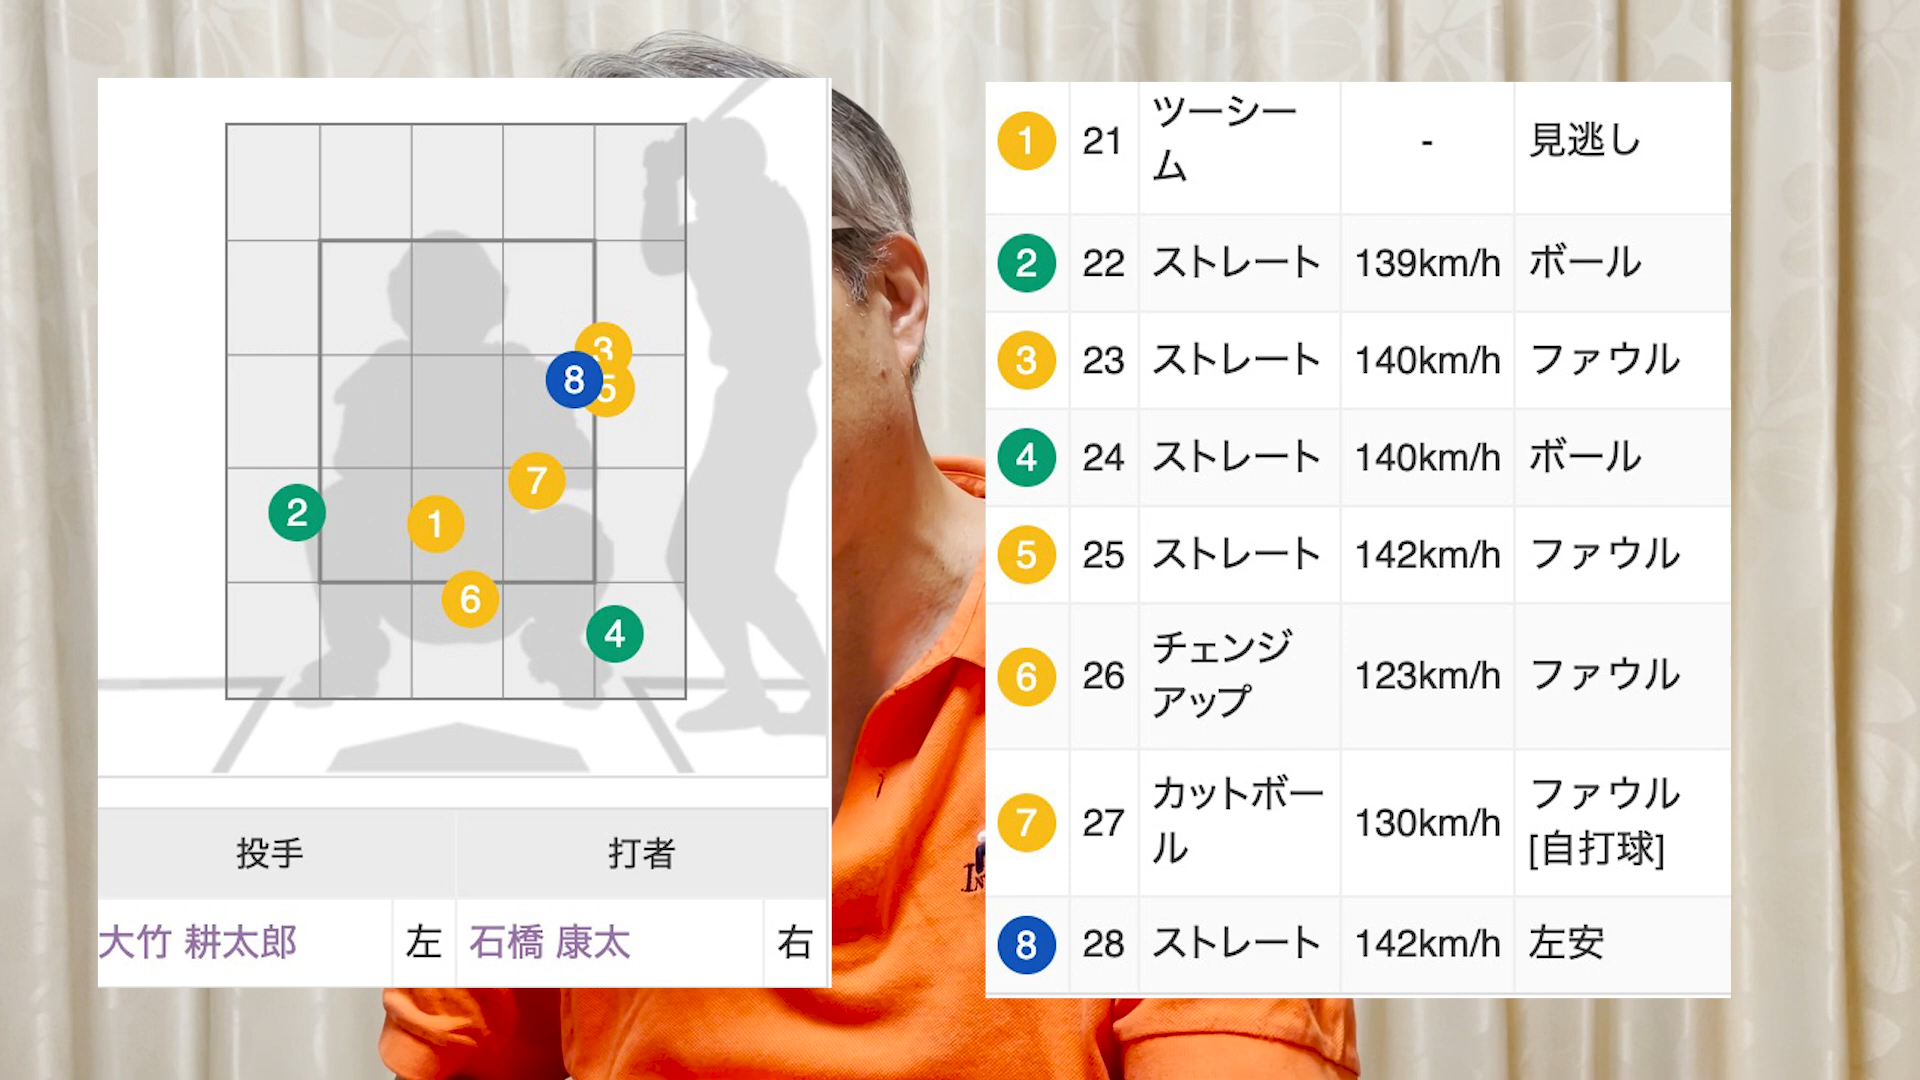 3
8
5
7
2
1
6
4
投手 打者
大竹 耕太郎 左 石橋 康太 右
1 21 ツーシー
ム - 見逃し
2 22 ストレート 139km/h ボール
3 23 ストレート 140km/h ファウル
4 24 ストレート 140km/h ボール
5 25 ストレート 142km/h ファウル
6 26 チェンジ
アップ 123km/h ファウル
7 27 カットボー
ル 130km/h ファウル
[自打球]
8 28 ストレート 142km/h 左安